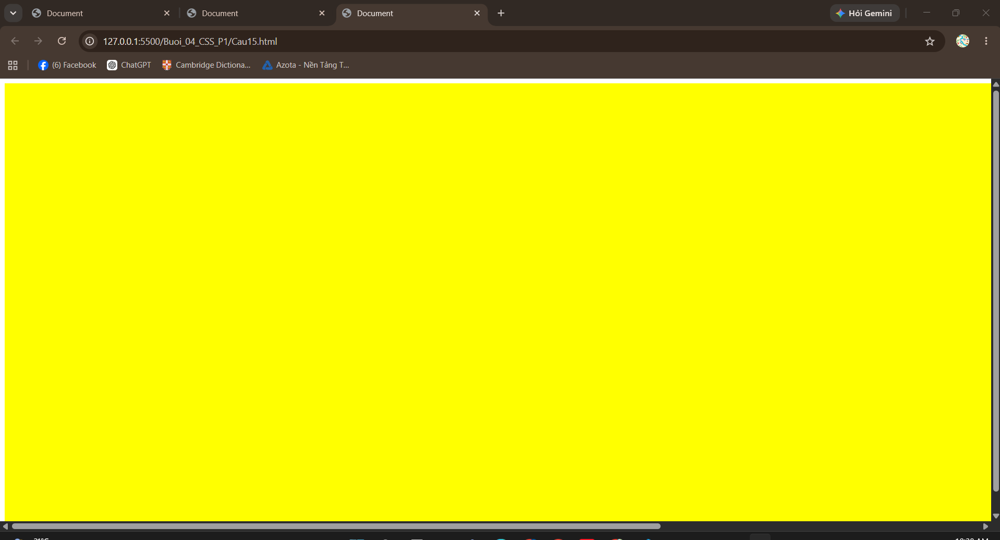 Document
Document
Document
Hỏi Gemini
127.0.0.1:5500/Buoi_04_CSS_P1/Cau15.html
(6) Facebook
ChatGPT
Cambridge Dictiona...
Azota - Nền Tảng T...